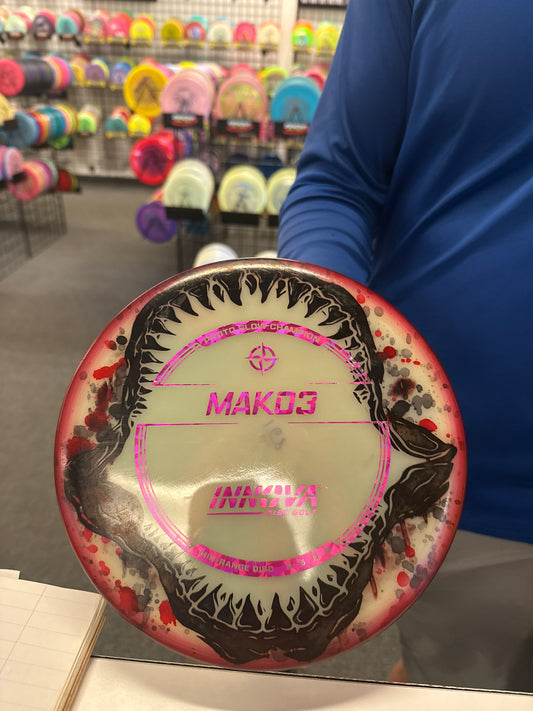 PROTO GLOW CHAMPION
MAKO3
INNOVA
DISC GOLF
MID-RANGE DISC